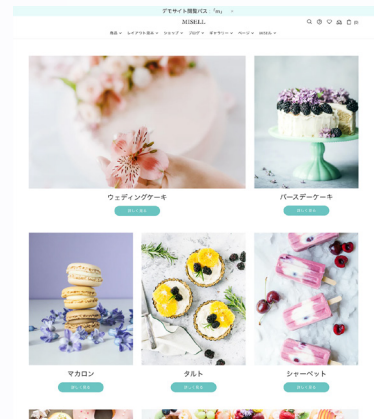 デモサイト閲覧パス 「m」 >
MiSELL
商品 レイアウト見本 ショップ ブログ ギャラリー ページ MiSELL
ウェディングケーキ
バースデーケーキ
詳しく見る
詳しく見る
マカロン
タルト
シャーベット
詳しく見る
詳しく見る
詳しく見る